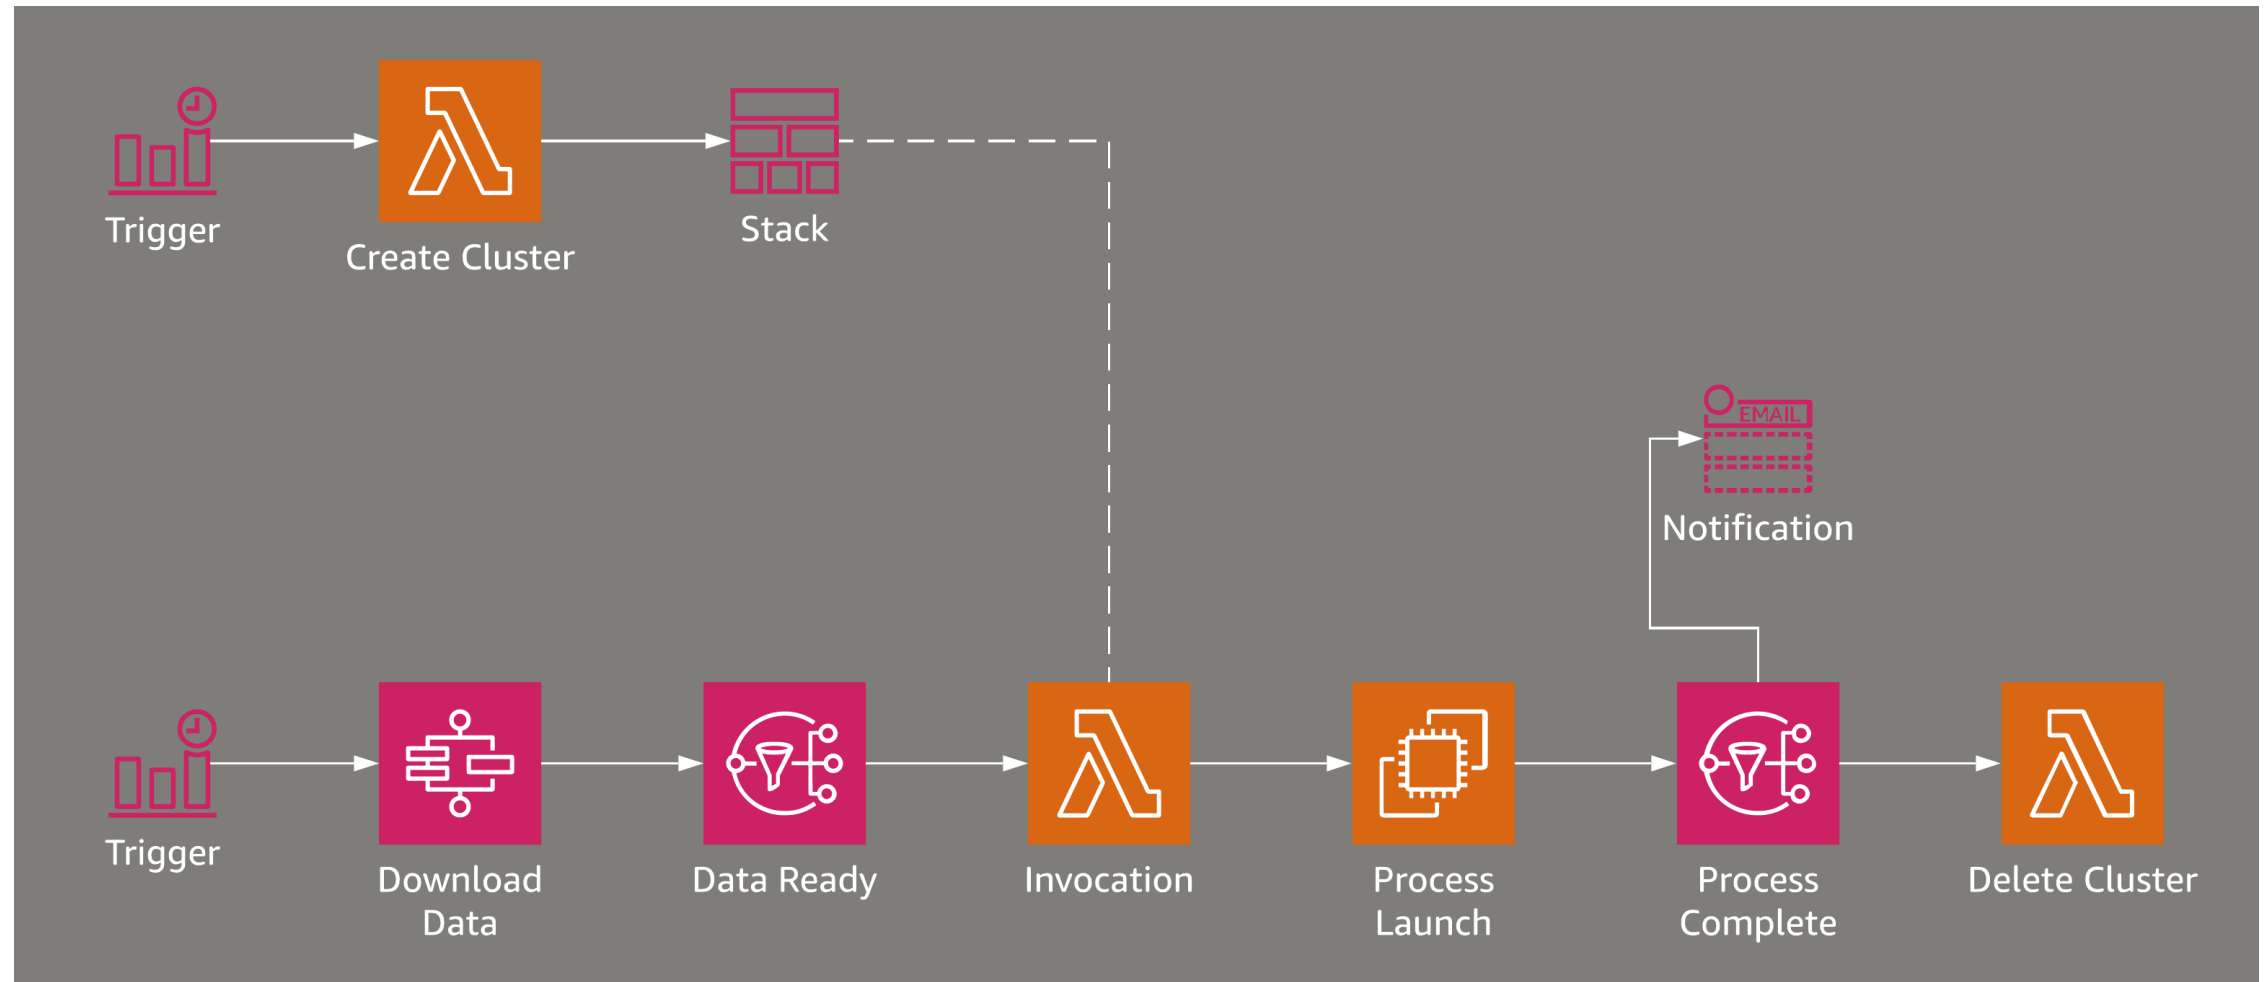 Trigger
Create Cluster
Stack
EMAIL
Notification
Trigger
Download
Data
Data Ready
Invocation
Process
Launch
Process
Complete
Delete Cluster